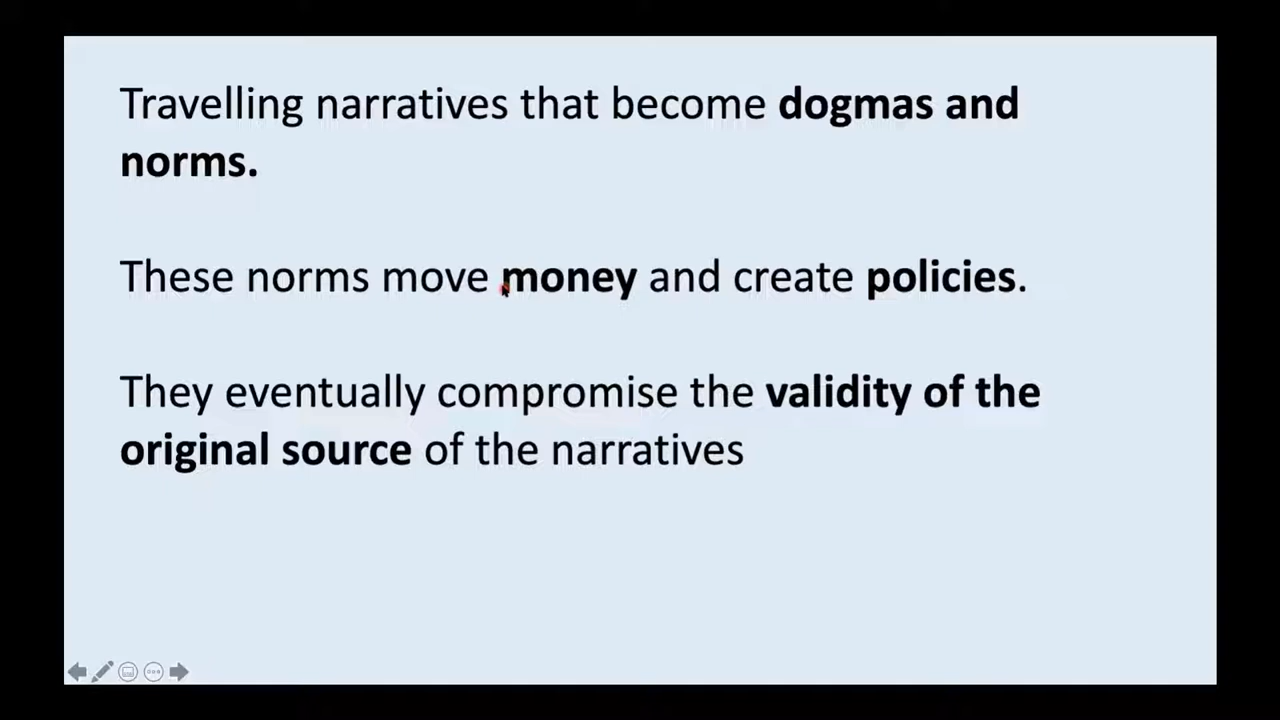 Travelling narratives that become dogmas and
norms.
These norms move money and create policies.
They eventually compromise the validity of the
original source of the narratives